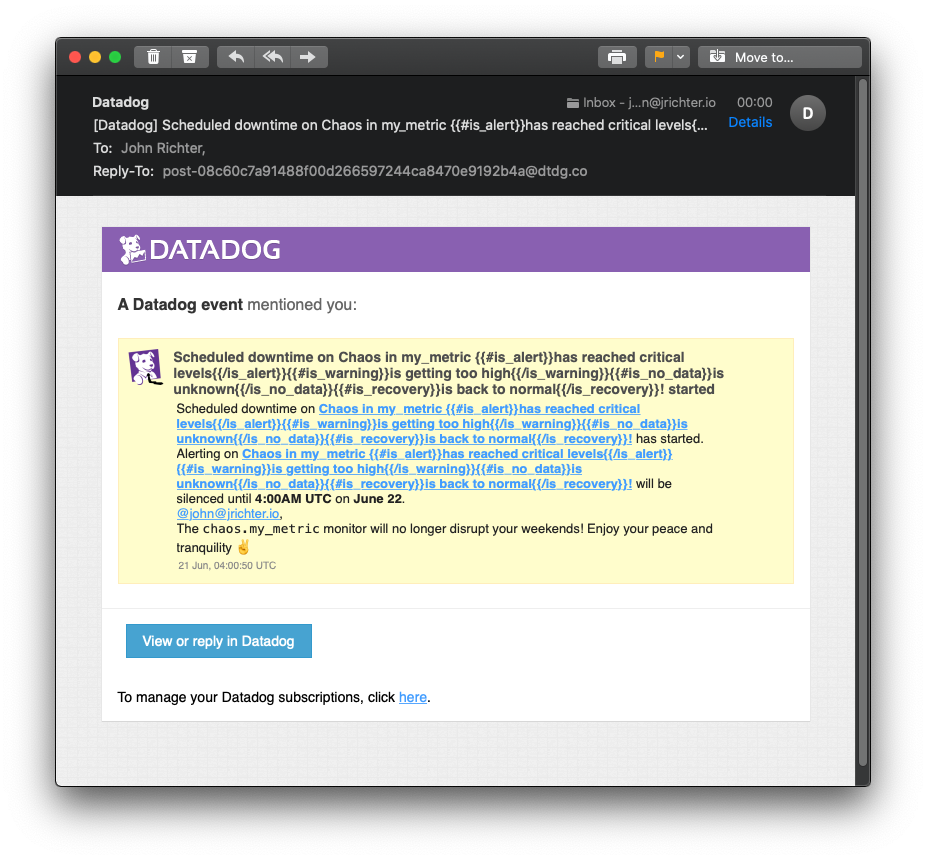 Move to...
Datadog
Inbox - j...n@jrichter.io
00:00
D
[Datadog] Scheduled downtime on Chaos in my_metric {{#is_alert}}has reached critical levels{...
Details
To: John Richter,
Reply-To: post-08c60c7a91488f00d266597244ca8470e9192b4a@dtdg.co
DATADOG
A Datadog event mentioned you:
Scheduled downtime on Chaos in my_metric {{#is_alert}}has reached critical
levels{{/is_alert}}{{#is_warning}}is getting too high{{/is_warning}}{{#is_no_data}}is
unknown{{/is_no_data}}{{#is_recovery}}is back to normal{{/is_recovery}}! started
Scheduled downtime on Chaos in my_metric {{#is_alert}}has reached critical
levels{{/is_alert}}{{#is_warning}}is getting too high{{/is_warning}}{{#is_no_data}}is
unknown{{/is_no_data}}{{#is_recovery}}is back to normal{{/is_recovery}}! has started.
Alerting on Chaos in my_metric {{#is_alert}}has reached critical levels{{/is_alert}}
{{#is_warning}}is getting too high{{/is_warning}}{{#is_no_data}}is
unknown{{/is_no_data}}{{#is_recovery}}is back to normal{{/is_recovery}}! will be
silenced until 4:00AM UTC on June 22.
@john@jrichter.io,
The chaos.my_metric monitor will no longer disrupt your weekends! Enjoy your peace and
tranquility ✌️
21 Jun, 04:00:50 UTC
View or reply in Datadog
To manage your Datadog subscriptions, click here.